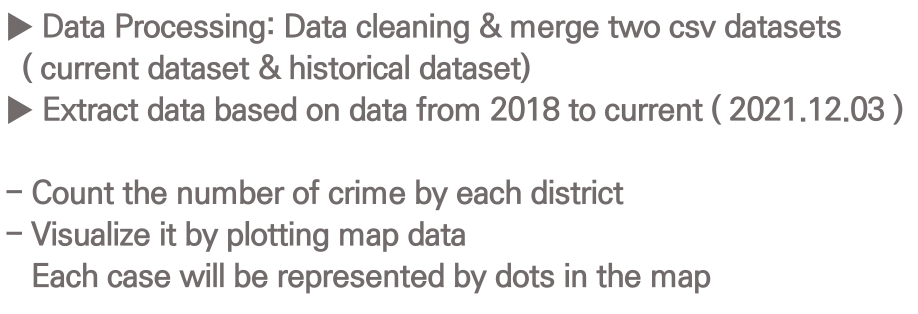 ▶ Data Processing: Data cleaning & merge two csv datasets
( current dataset & historical dataset)
▶ Extract data based on data from 2018 to current ( 2021.12.03 )
- Count the number of crime by each district
- Visualize it by plotting map data
Each case will be represented by dots in the map